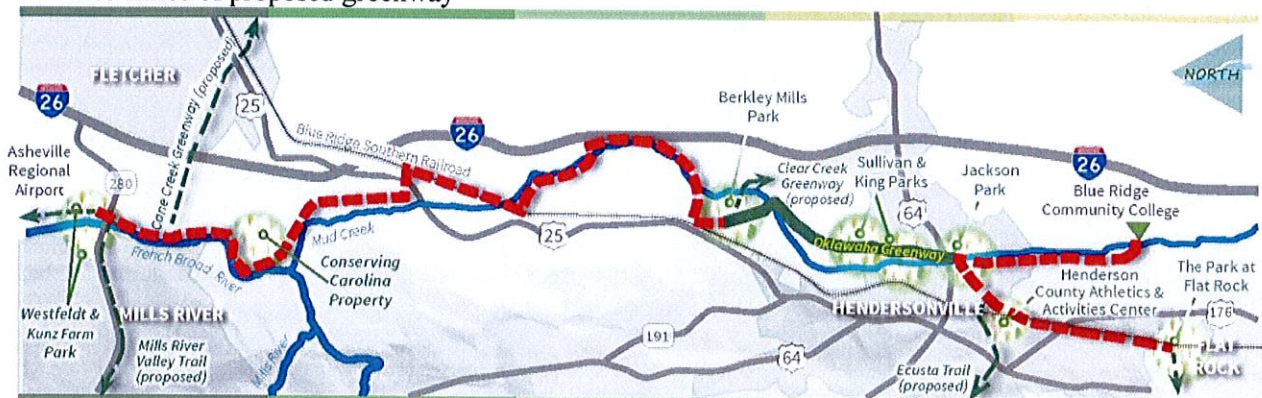 of proposed greenway
FLETCHER
26
Cane Creek Greenway (proposed)
25
Blue Ridge Southern Railroad
26
Berkley Mills
Park
Clear Creek
Greenway
(proposed)
Sullivan &
King Parks
64
Jackson
Park
26
Blue Ridge
Community College
NORTH
Asheville
Regional
Airport
280
French Broad River
Mud Creek
Conserving
Carolina
Property
25
Oklawaha Greenway
Westfeldt &
Kunz Farm
Park
MILLS RIVER
Mills River
Valley Trail
(proposed)
Mills River
191
64
HENDERSONVILLE
Henderson
County Athletics &
Activities Center
Ecusta Trail
(proposed)
The Park at
Flat Rock
176
FLAT
ROCK